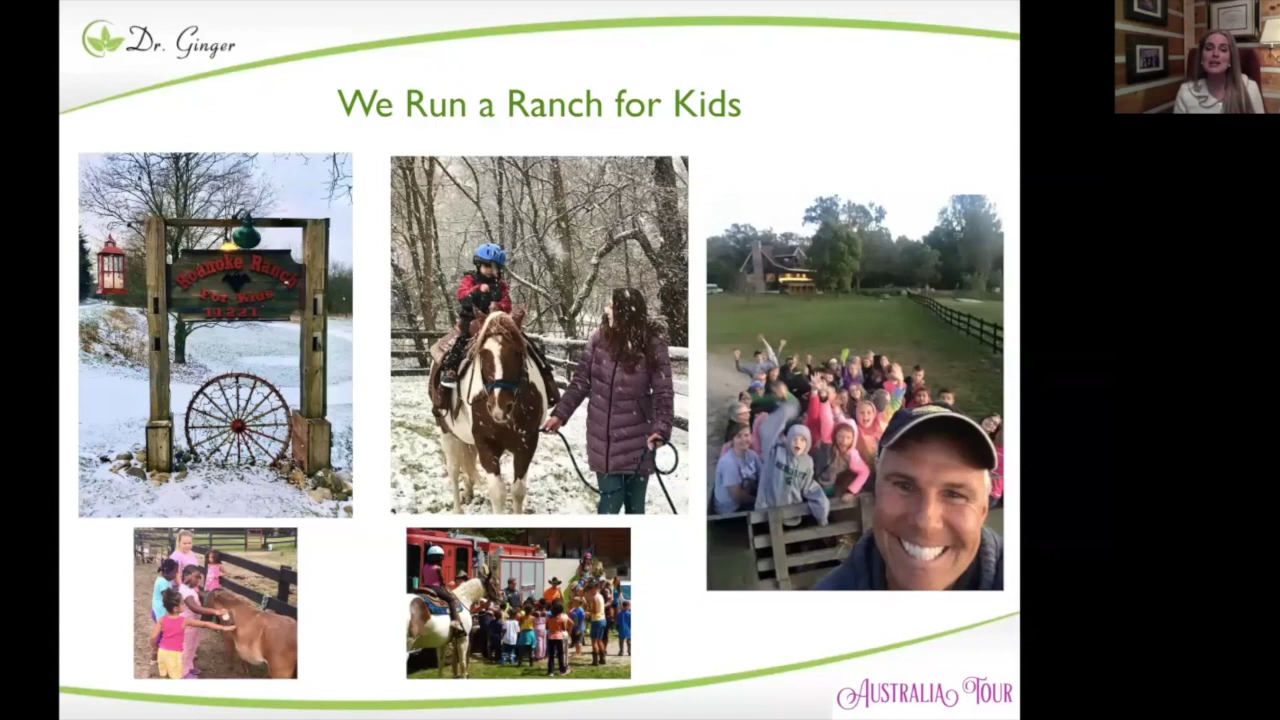 Dr. Ginger
We Run a Ranch for Kids
Roanoke Ranch
For Kids
11221
AUSTRALIA TOUR